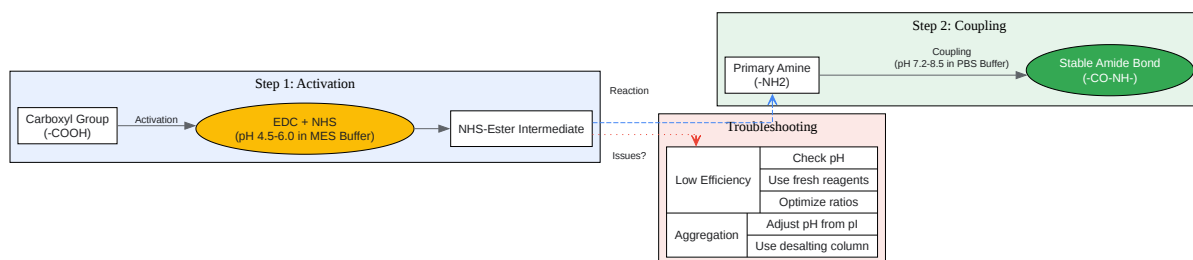 Step 1: Activation
Carboxyl Group
(-COOH)
Activation
EDC + NHS
(pH 4.5-6.0 in MES Buffer)
NHS-Ester Intermediate
Reaction
Issues?
Step 2: Coupling
Primary Amine
(-NH2)
Coupling
(pH 7.2-8.5 in PBS Buffer)
Stable Amide Bond
(-CO-NH-)
Troubleshooting
Low Efficiency
Check pH
Use fresh reagents
Optimize ratios
Aggregation
Adjust pH from pI
Use desalting column